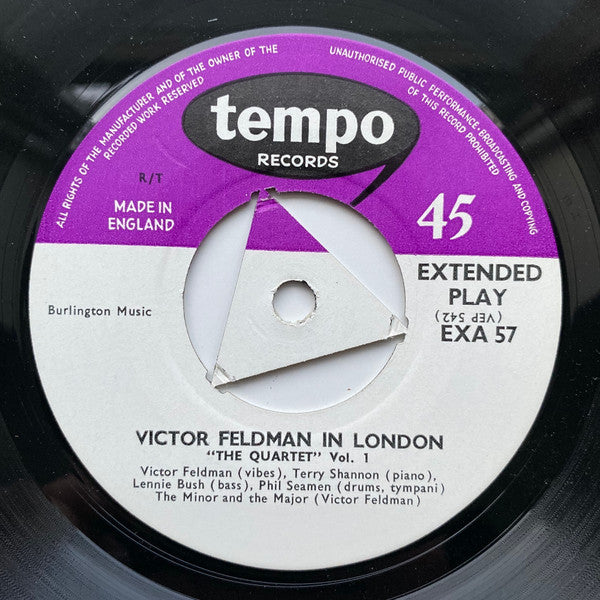 ALL RIGHTS OF THE MANUFACTURER AND OF THE OWNER OF THE
RECORDED WORK RESERVED
UNAUTHORISED PUBLIC PERFORMANCE, BROADCASTING AND COPYING
OF THIS RECORD PROHIBITED
tempo
RECORDS
R/T
MADE IN
ENGLAND
45
EXTENDED
PLAY
(VEP 542)
EXA 57
Burlington Music
VICTOR FELDMAN IN LONDON
"THE QUARTET" Vol. 1
Victor Feldman (vibes), Terry Shannon (piano),
Lennie Bush (bass), Phil Seamen (drums, tympani)
The Minor and the Major (Victor Feldman)